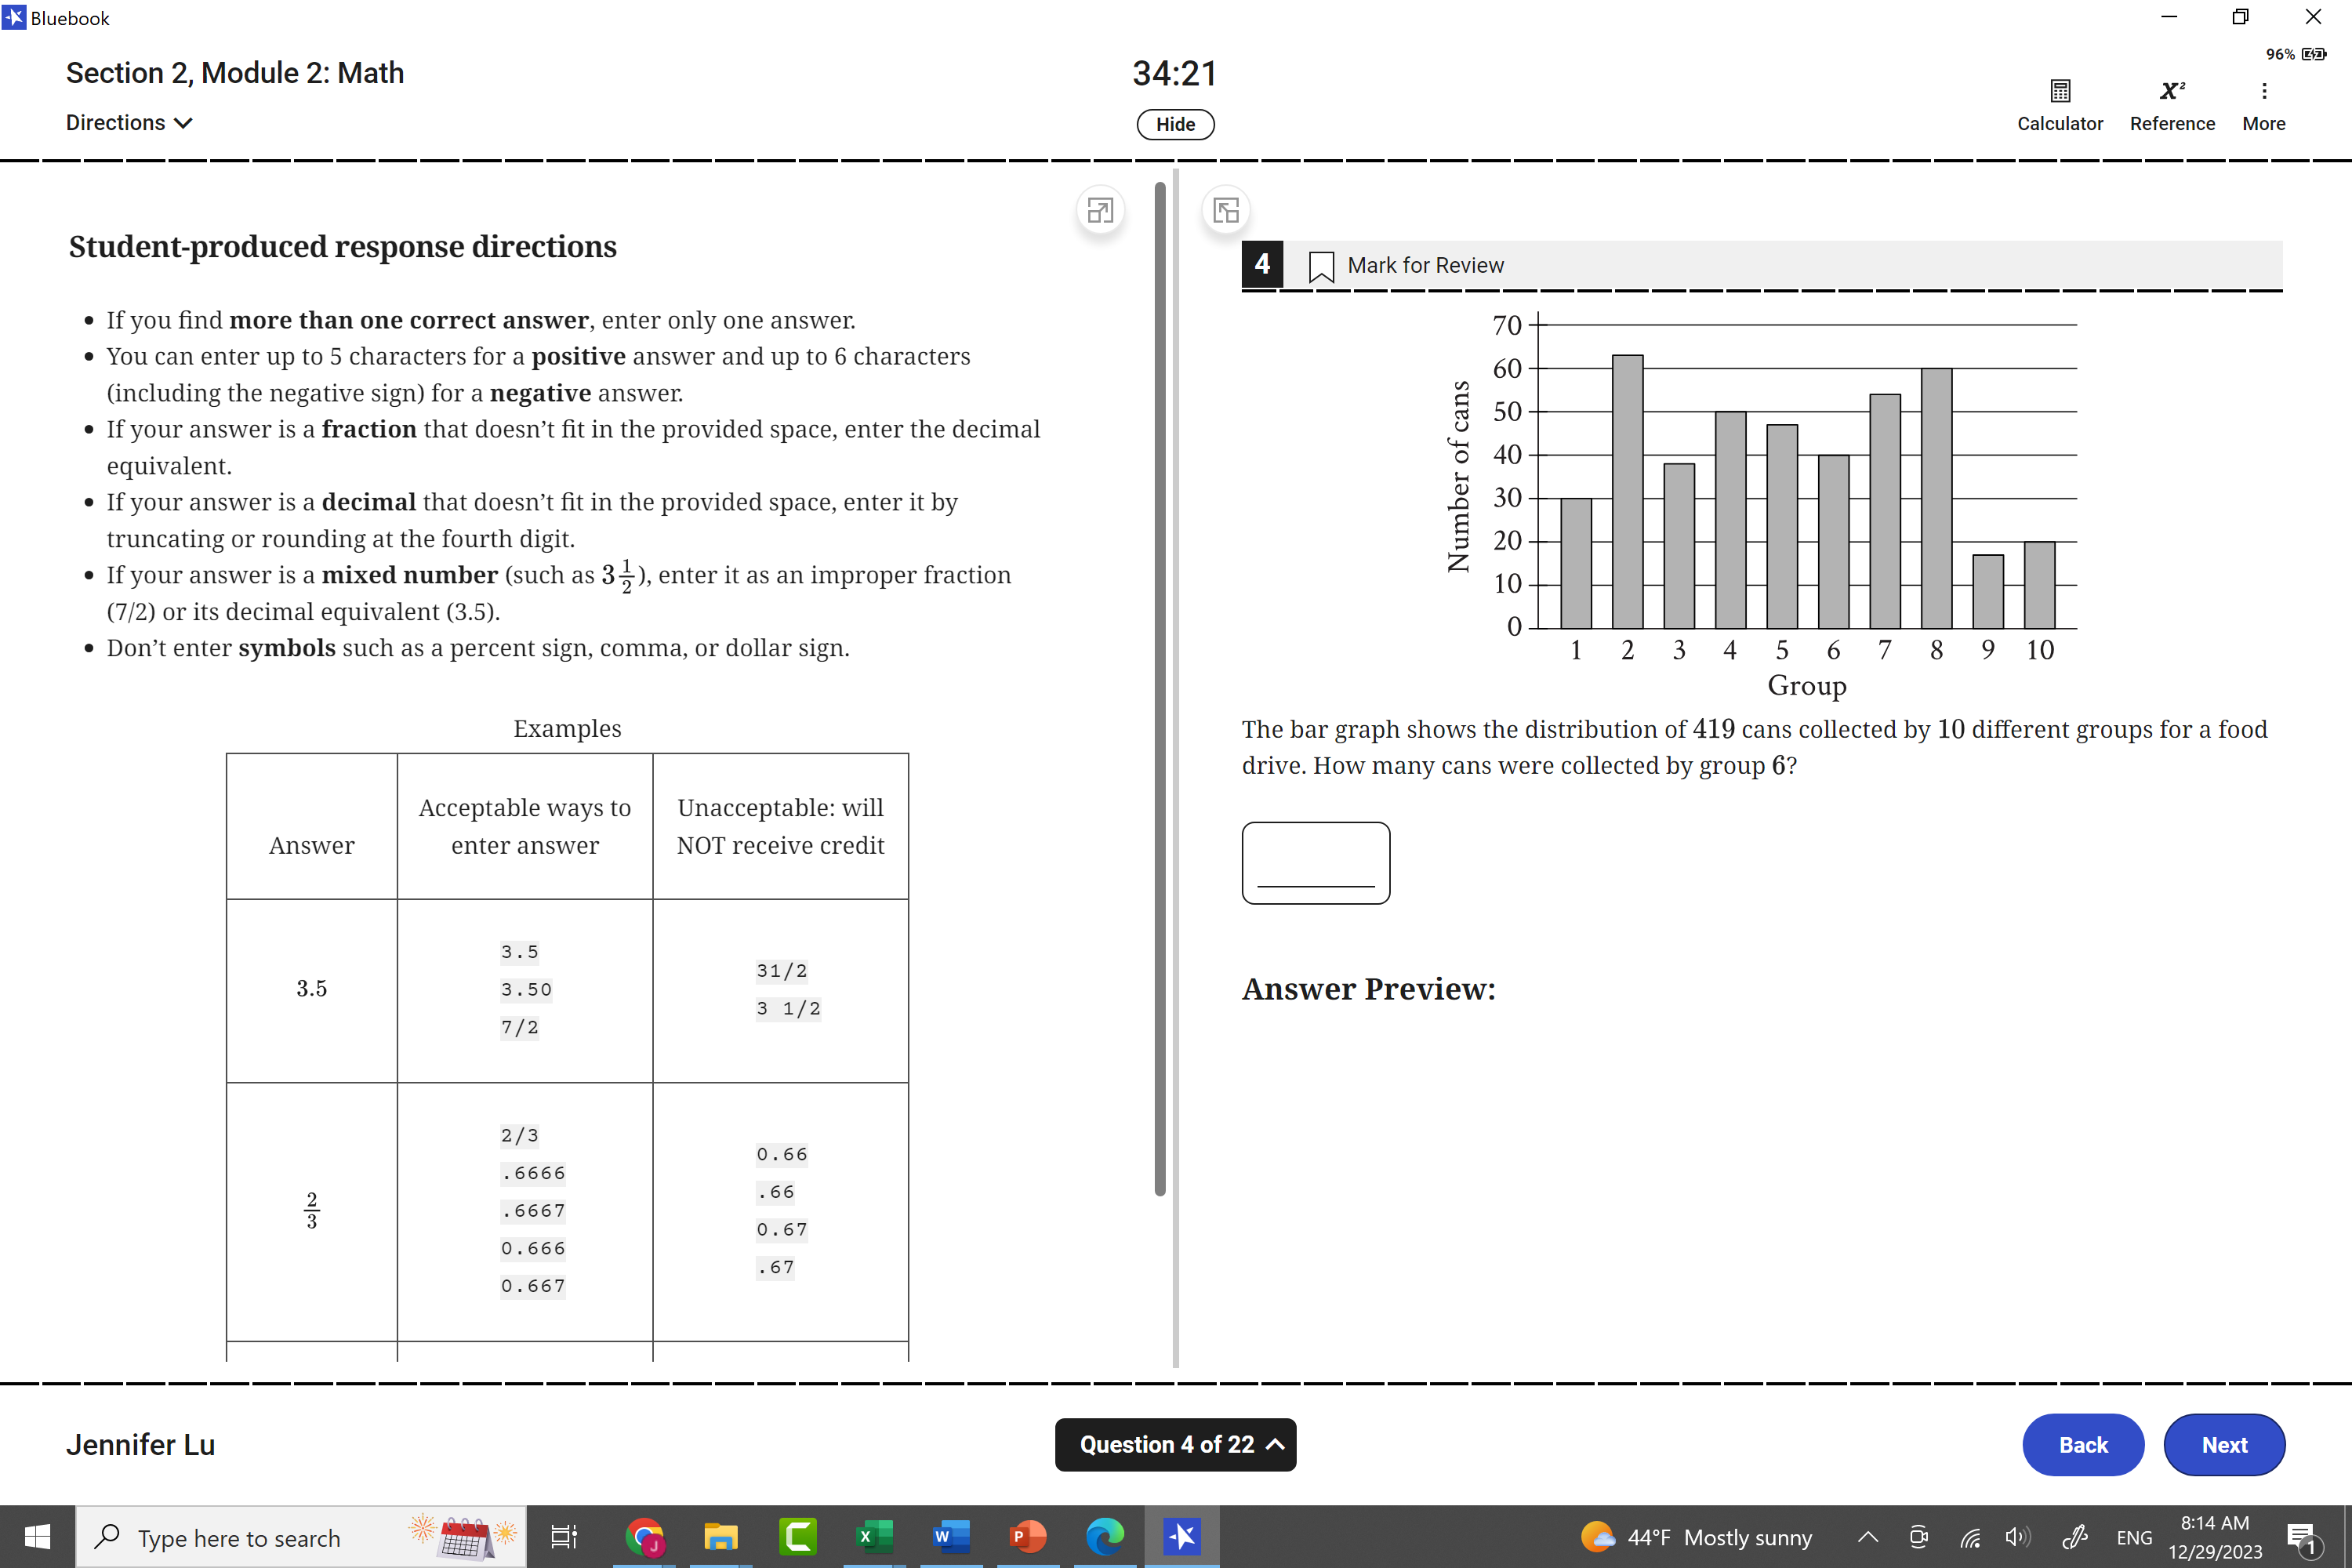 Bluebook
96%
Section 2, Module 2: Math
34:21
Directions
Hide
Calculator
x²
Reference
More
Student-produced response directions
• If you find more than one correct answer, enter only one answer.
• You can enter up to 5 characters for a positive answer and up to 6 characters
(including the negative sign) for a negative answer.
• If your answer is a fraction that doesn’t fit in the provided space, enter the decimal
equivalent.
• If your answer is a decimal that doesn’t fit in the provided space, enter it by
truncating or rounding at the fourth digit.
• If your answer is a mixed number (such as 3 1/2), enter it as an improper fraction
(7/2) or its decimal equivalent (3.5).
• Don’t enter symbols such as a percent sign, comma, or dollar sign.
Examples
Answer
Acceptable ways to
enter answer
Unacceptable: will
NOT receive credit
3.5
3.5
3.50
7/2
31/2
3 1/2
2/3
2/3
.6666
.6667
0.666
0.667
0.66
.66
0.67
.67
4
Mark for Review
Number of cans
70
60
50
40
30
20
10
0
1 2 3 4 5 6 7 8 9 10
Group
The bar graph shows the distribution of 419 cans collected by 10 different groups for a food
drive. How many cans were collected by group 6?
Answer Preview:
Jennifer Lu
Question 4 of 22
Back
Next
Type here to search
J
X
W
P
44°F Mostly sunny
ENG
8:14 AM
12/29/2023
1